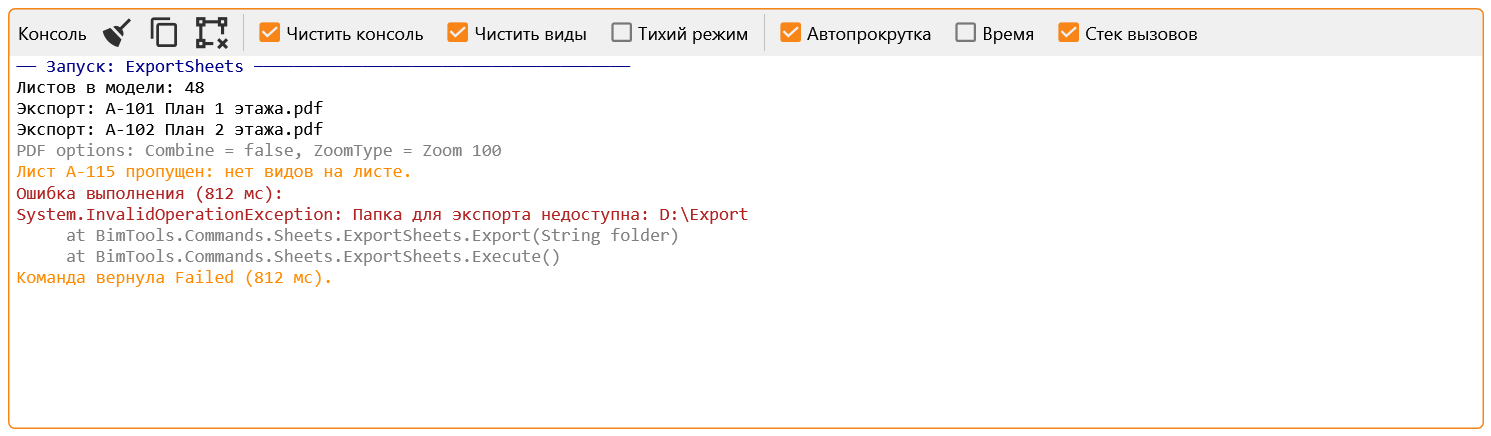 Консоль Чистить консоль Чистить виды Тихий режим Автопрокрутка Время Стек вызовов
── Запуск: ExportSheets ──────────────────────────────────────
Листов в модели: 48
Экспорт: А-101 План 1 этажа.pdf
Экспорт: А-102 План 2 этажа.pdf
PDF options: Combine = false, ZoomType = Zoom 100
Лист А-115 пропущен: нет видов на листе.
Ошибка выполнения (812 мс):
System.InvalidOperationException: Папка для экспорта недоступна: D:\Export
     at BimTools.Commands.Sheets.ExportSheets.Export(String folder)
     at BimTools.Commands.Sheets.ExportSheets.Execute()
Команда вернула Failed (812 мс).